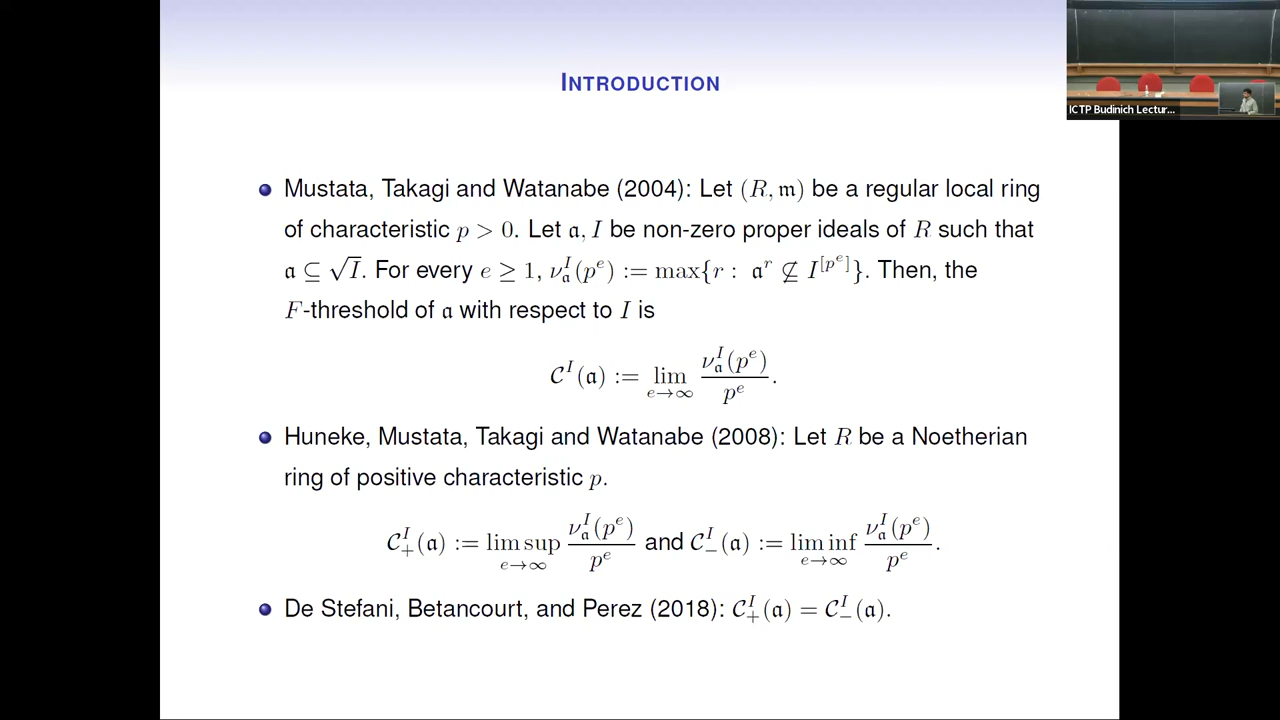 INTRODUCTION
ICTP Budinich Lectur...
Mustata, Takagi and Watanabe (2004): Let (R, 𝔪) be a regular local ring
of characteristic p > 0. Let 𝔞, I be non-zero proper ideals of R such that
𝔞 ⊆ √I. For every e ≥ 1, ν_𝔞^I(p^e) := max{r : 𝔞^r ⊈ I^{[p^e]}}. Then, the
F-threshold of 𝔞 with respect to I is
𝒞^I(𝔞) := lim_{e→∞} ν_𝔞^I(p^e) / p^e.
Huneke, Mustata, Takagi and Watanabe (2008): Let R be a Noetherian
ring of positive characteristic p.
𝒞_+^I(𝔞) := lim sup_{e→∞} ν_𝔞^I(p^e) / p^e and 𝒞_-^I(𝔞) := lim inf_{e→∞} ν_𝔞^I(p^e) / p^e.
De Stefani, Betancourt, and Perez (2018): 𝒞_+^I(𝔞) = 𝒞_-^I(𝔞).